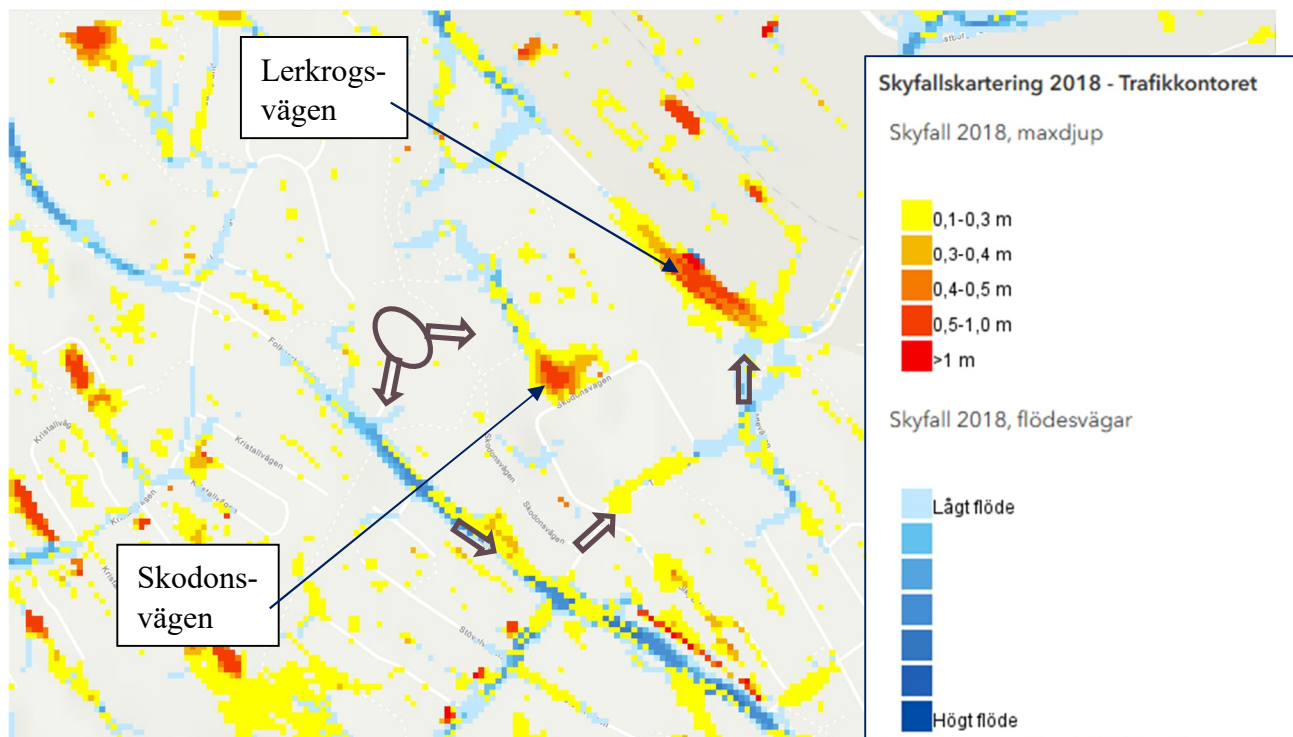 Lerkrogs-
vägen
Skyfallskartering 2018 - Trafikkontoret
Skyfall 2018, maxdjup
0,1-0,3 m
0,3-0,4 m
0,4-0,5 m
0,5-1,0 m
>1 m
Skyfall 2018, flödesvägar
Lågt flöde
Högt flöde
Skodons-
vägen
Skodonsvägen
Skodonsvägen
Skodonsvägen
Kristallvägen